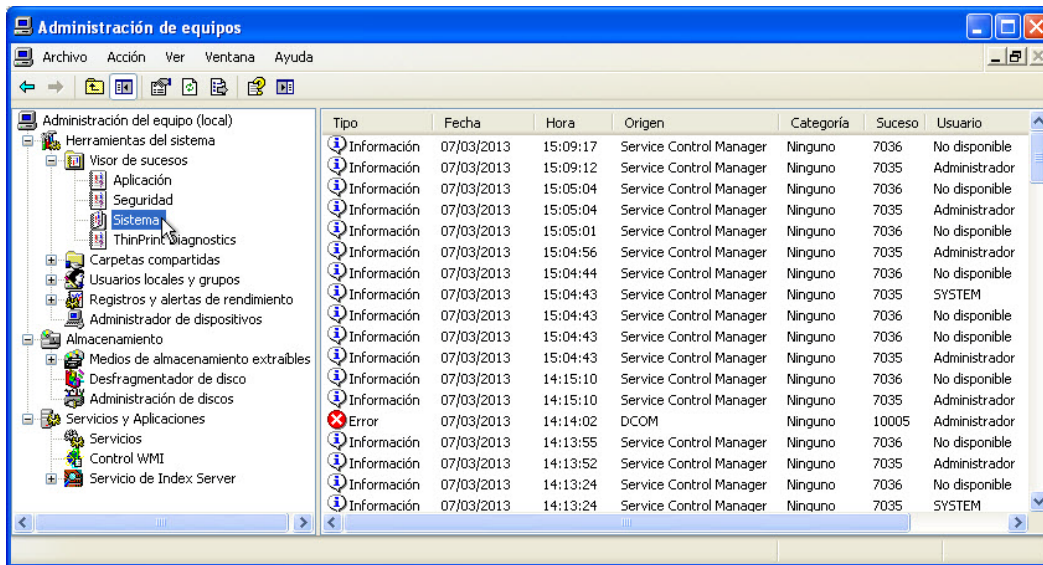 Administración de equipos
Archivo Acción Ver Ventana Ayuda
Administración del equipo (local)
Herramientas del sistema
Visor de sucesos
Aplicación
Seguridad
Sistema
ThinPrint Diagnostics
Carpetas compartidas
Usuarios locales y grupos
Registros y alertas de rendimiento
Administrador de dispositivos
Almacenamiento
Medios de almacenamiento extraíbles
Desfragmentador de disco
Administración de discos
Servicios y Aplicaciones
Servicios
Control WMI
Servicio de Index Server
Tipo Fecha Hora Origen Categoría Suceso Usuario
Información 07/03/2013 15:09:17 Service Control Manager Ninguno 7036 No disponible
Información 07/03/2013 15:09:12 Service Control Manager Ninguno 7035 Administrador
Información 07/03/2013 15:05:04 Service Control Manager Ninguno 7036 No disponible
Información 07/03/2013 15:05:04 Service Control Manager Ninguno 7035 Administrador
Información 07/03/2013 15:05:01 Service Control Manager Ninguno 7036 No disponible
Información 07/03/2013 15:04:56 Service Control Manager Ninguno 7035 Administrador
Información 07/03/2013 15:04:44 Service Control Manager Ninguno 7036 No disponible
Información 07/03/2013 15:04:43 Service Control Manager Ninguno 7035 SYSTEM
Información 07/03/2013 15:04:43 Service Control Manager Ninguno 7036 No disponible
Información 07/03/2013 15:04:43 Service Control Manager Ninguno 7036 No disponible
Información 07/03/2013 15:04:43 Service Control Manager Ninguno 7035 Administrador
Información 07/03/2013 14:15:10 Service Control Manager Ninguno 7036 No disponible
Información 07/03/2013 14:15:10 Service Control Manager Ninguno 7035 Administrador
Error 07/03/2013 14:14:02 DCOM Ninguno 10005 Administrador
Información 07/03/2013 14:13:55 Service Control Manager Ninguno 7036 No disponible
Información 07/03/2013 14:13:52 Service Control Manager Ninguno 7035 Administrador
Información 07/03/2013 14:13:24 Service Control Manager Ninguno 7036 No disponible
Información 07/03/2013 14:13:24 Service Control Manager Ninguno 7035 SYSTEM